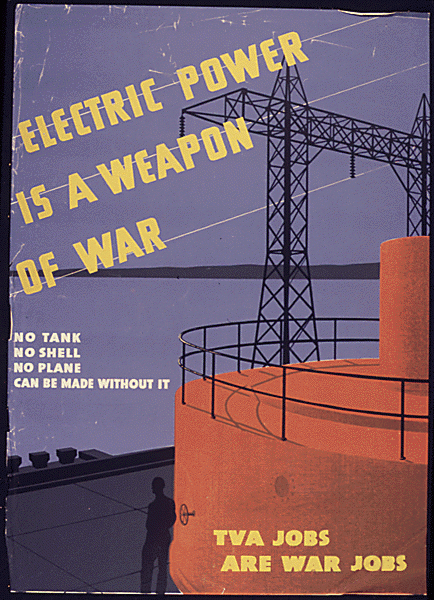 ELECTRIC POWER
IS A WEAPON
OF WAR
NO TANK
NO SHELL
NO PLANE
CAN BE MADE WITHOUT IT
TVA JOBS
ARE WAR JOBS